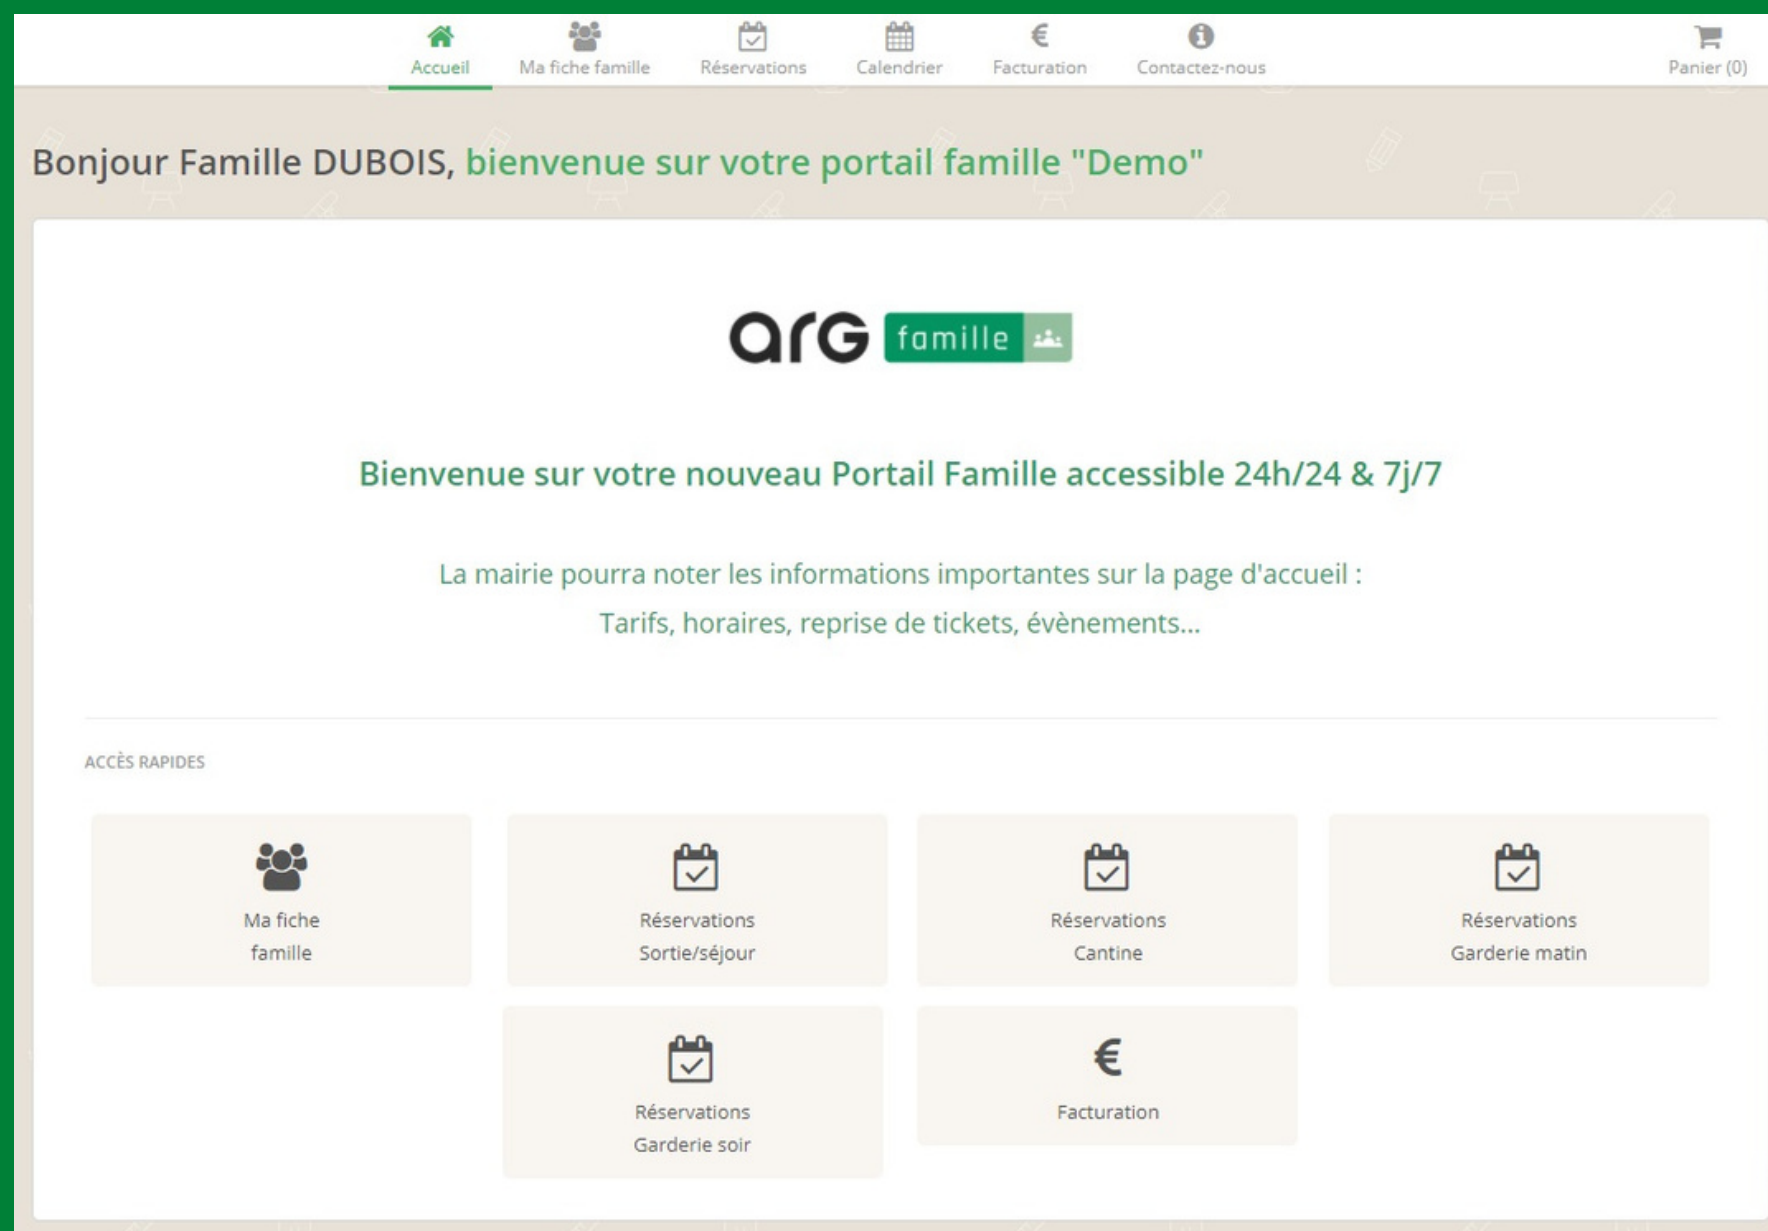 Accueil
Ma fiche famille
Réservations
Calendrier
€
Facturation
Contactez-nous
Panier (0)
Bonjour Famille DUBOIS, bienvenue sur votre portail famille "Demo"
arG famille
Bienvenue sur votre nouveau Portail Famille accessible 24h/24 & 7j/7
La mairie pourra noter les informations importantes sur la page d'accueil :
Tarifs, horaires, reprise de tickets, évènements...
ACCÈS RAPIDES
Ma fiche
famille
Réservations
Sortie/séjour
Réservations
Cantine
Réservations
Garderie matin
Réservations
Garderie soir
€
Facturation